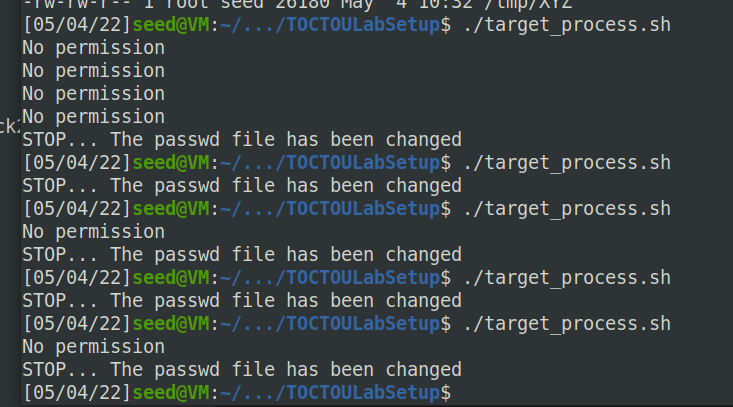 -rw-rw-r-- 1 root seed 26180 May  4 10:32 /tmp/XYZ
[05/04/22]seed@VM:~/.../TOCTOULabSetup$ ./target_process.sh
No permission
No permission
No permission
No permission
ck2
STOP... The passwd file has been changed
[05/04/22]seed@VM:~/.../TOCTOULabSetup$ ./target_process.sh
STOP... The passwd file has been changed
[05/04/22]seed@VM:~/.../TOCTOULabSetup$ ./target_process.sh
No permission
STOP... The passwd file has been changed
[05/04/22]seed@VM:~/.../TOCTOULabSetup$ ./target_process.sh
STOP... The passwd file has been changed
[05/04/22]seed@VM:~/.../TOCTOULabSetup$ ./target_process.sh
No permission
STOP... The passwd file has been changed
[05/04/22]seed@VM:~/.../TOCTOULabSetup$